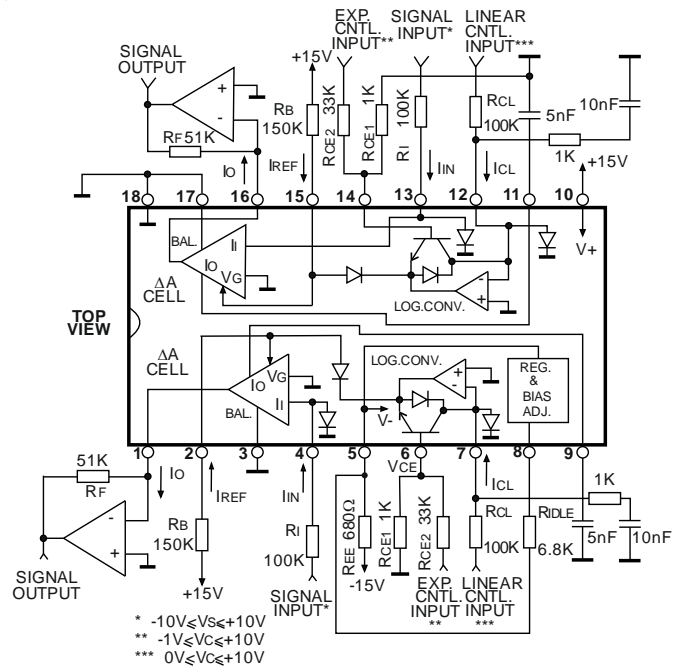 EXP.
CNTL.
INPUT**
SIGNAL
INPUT*
LINEAR
CNTL.
INPUT***
SIGNAL
OUTPUT
+15V
+
-
RF 51K
RB
150K
RCE2 33K
RCE1 1K
RI 100K
RCL
100K
5nF
10nF
1K
+15V
IO
IREF
IIN
ICL
18
17
16
15
14
13
12
11
10
BAL.
II
IO
VG
ΔA
CELL
LOG.CONV.
-
+
V+
TOP
VIEW
ΔA
CELL
IO
VG
II
BAL.
LOG.CONV.
+
-
V-
REG.
&
BIAS
ADJ.
1
2
3
4
5
6
7
8
9
51K
RF
IO
IREF
IIN
VCE
ICL
1K
-
+
RB
150K
RI
100K
REE 680Ω
RCE1 1K
RCE2 33K
RCL
100K
RIDLE
6.8K
5nF
10nF
SIGNAL
OUTPUT
+15V
SIGNAL
INPUT*
-15V
EXP.
CNTL.
INPUT
**
LINEAR
CNTL.
INPUT
***
* -10V⩽VS⩽+10V
** -1V⩽VC⩽+10V
*** 0V⩽VC⩽+10V